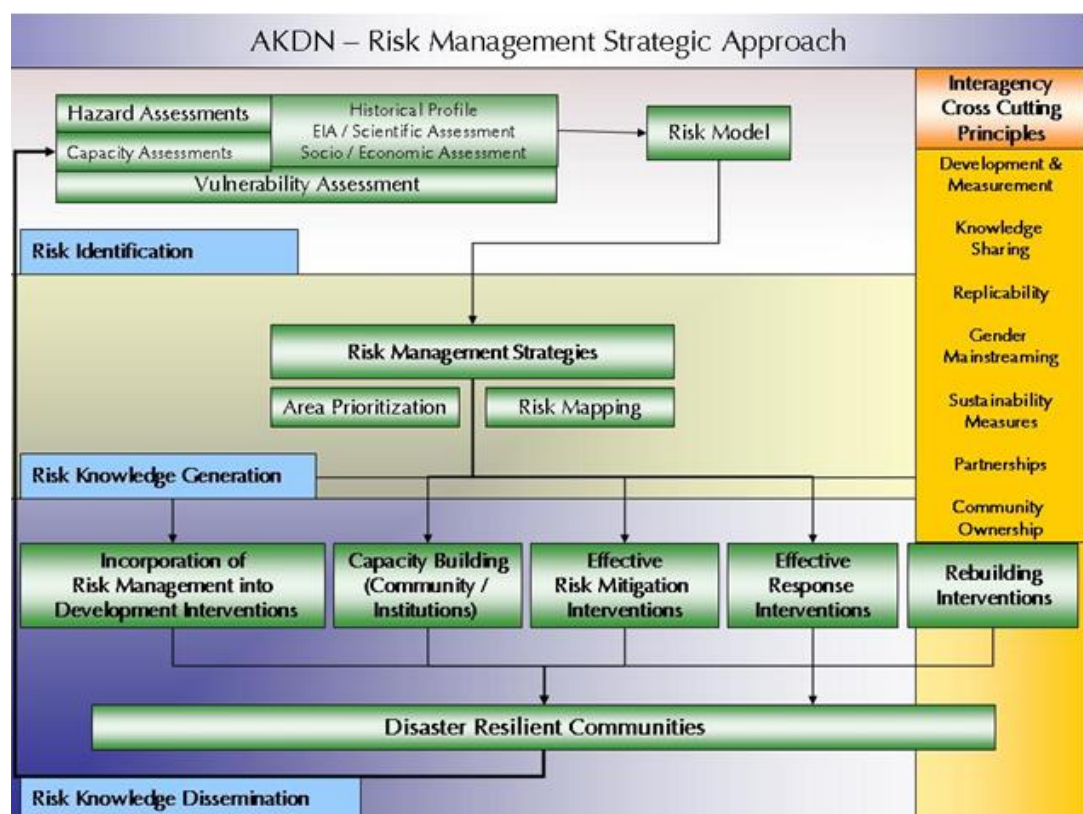 AKDN – Risk Management Strategic Approach
Hazard Assessments
Capacity Assessments
Historical Profile
EIA / Scientific Assessment
Socio / Economic Assessment
Vulnerability Assessment
Risk Model
Risk Identification
Risk Management Strategies
Area Prioritization
Risk Mapping
Risk Knowledge Generation
Incorporation of
Risk Management into
Development Interventions
Capacity Building
(Community /
Institutions)
Effective
Risk Mitigation
Interventions
Effective
Response
Interventions
Rebuilding
Interventions
Disaster Resilient Communities
Risk Knowledge Dissemination
Interagency
Cross Cutting
Principles
Development &
Measurement
Knowledge
Sharing
Replicability
Gender
Mainstreaming
Sustainability
Measures
Partnerships
Community
Ownership